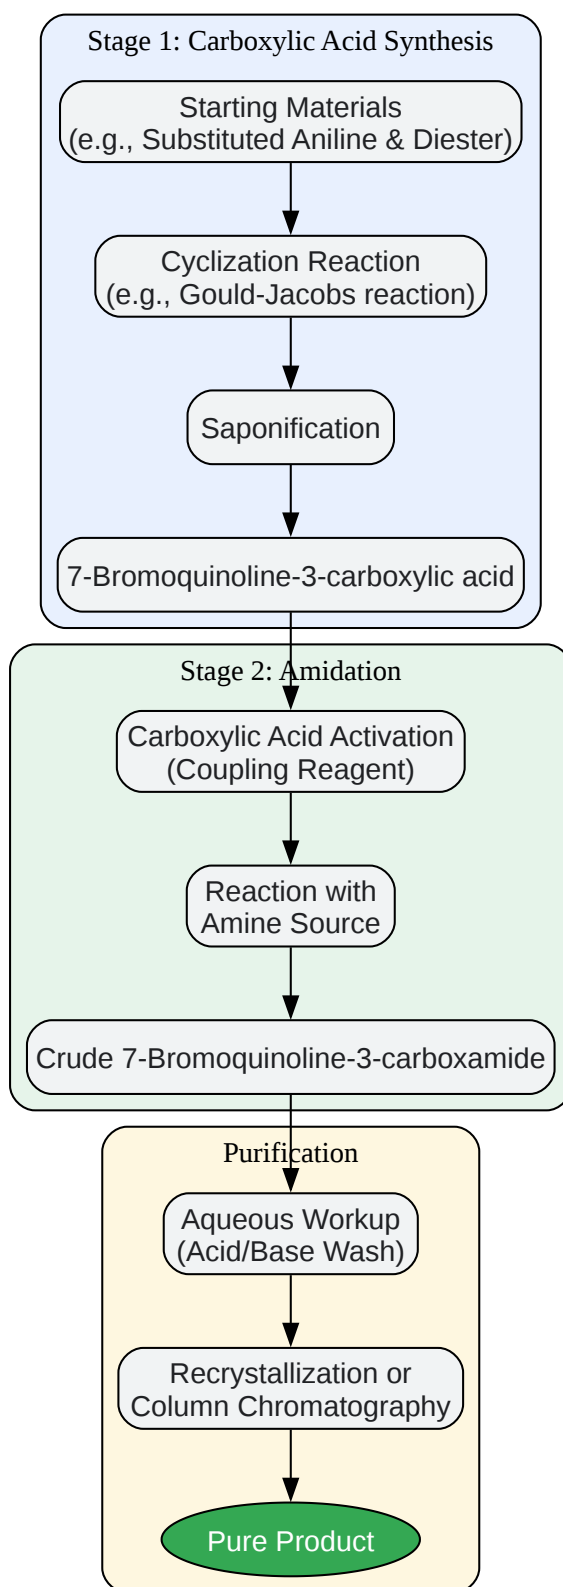 Stage 1: Carboxylic Acid Synthesis
Starting Materials
(e.g., Substituted Aniline & Diester)
Cyclization Reaction
(e.g., Gould-Jacobs reaction)
Saponification
7-Bromoquinoline-3-carboxylic acid
Stage 2: Amidation
Carboxylic Acid Activation
(Coupling Reagent)
Reaction with
Amine Source
Crude 7-Bromoquinoline-3-carboxamide
Purification
Aqueous Workup
(Acid/Base Wash)
Recrystallization or
Column Chromatography
Pure Product